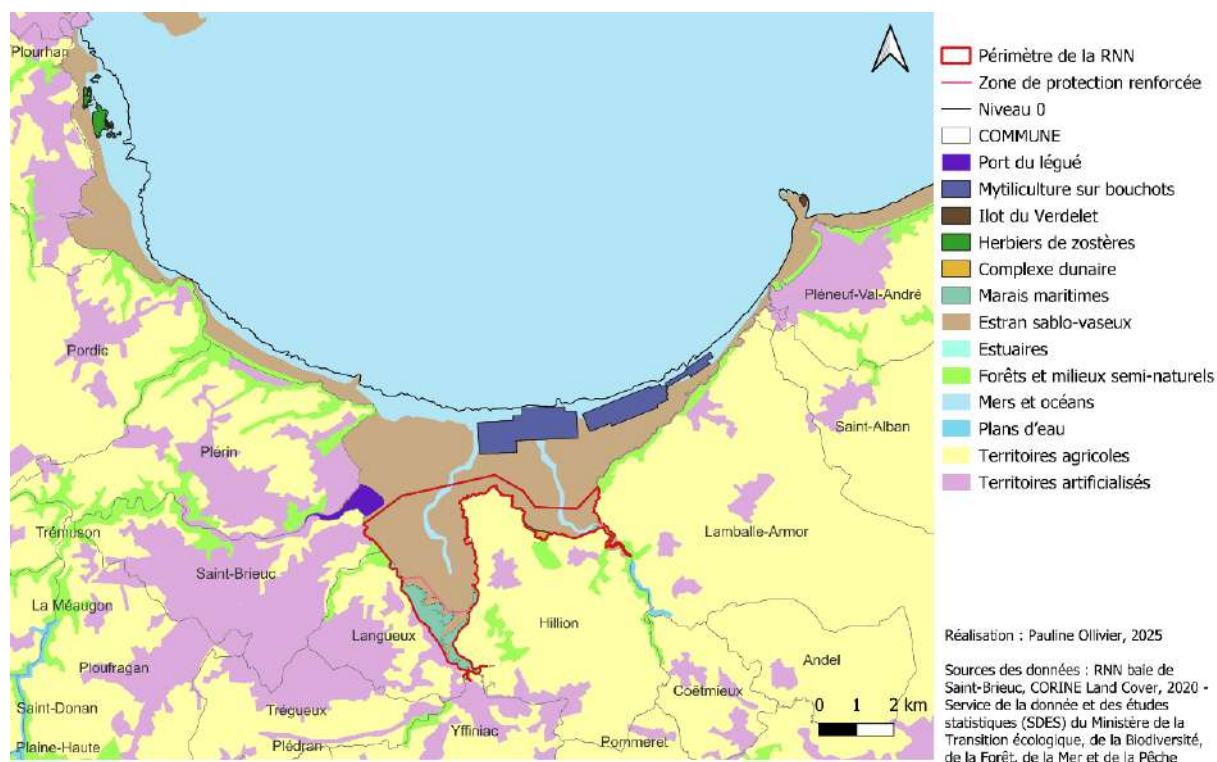 Plourhan
Pordic
Plérin
Trémuson
Saint-Brieuc
La Méaugon
Ploufragan
Saint-Donan
Plaine-Haute
Langueux
Trégueux
Plédran
Yffiniac
Hillion
Coëtmieux
Pommeret
Andel
Lamballe-Armor
Saint-Alban
Pléneuf-Val-André
0 1 2 km
Périmètre de la RNN
Zone de protection renforcée
Niveau 0
COMMUNE
Port du légué
Mytiliculture sur bouchots
Ilot du Verdelet
Herbiers de zostères
Complexe dunaire
Marais maritimes
Estran sablo-vaseux
Estuaires
Forêts et milieux semi-naturels
Mers et océans
Plans d'eau
Territoires agricoles
Territoires artificialisés
Réalisation : Pauline Ollivier, 2025
Sources des données : RNN baie de
Saint-Brieuc, CORINE Land Cover, 2020 -
Service de la donnée et des études
statistiques (SDES) du Ministère de la
Transition écologique, de la Biodiversité,
de la Forêt, de la Mer et de la Pêche